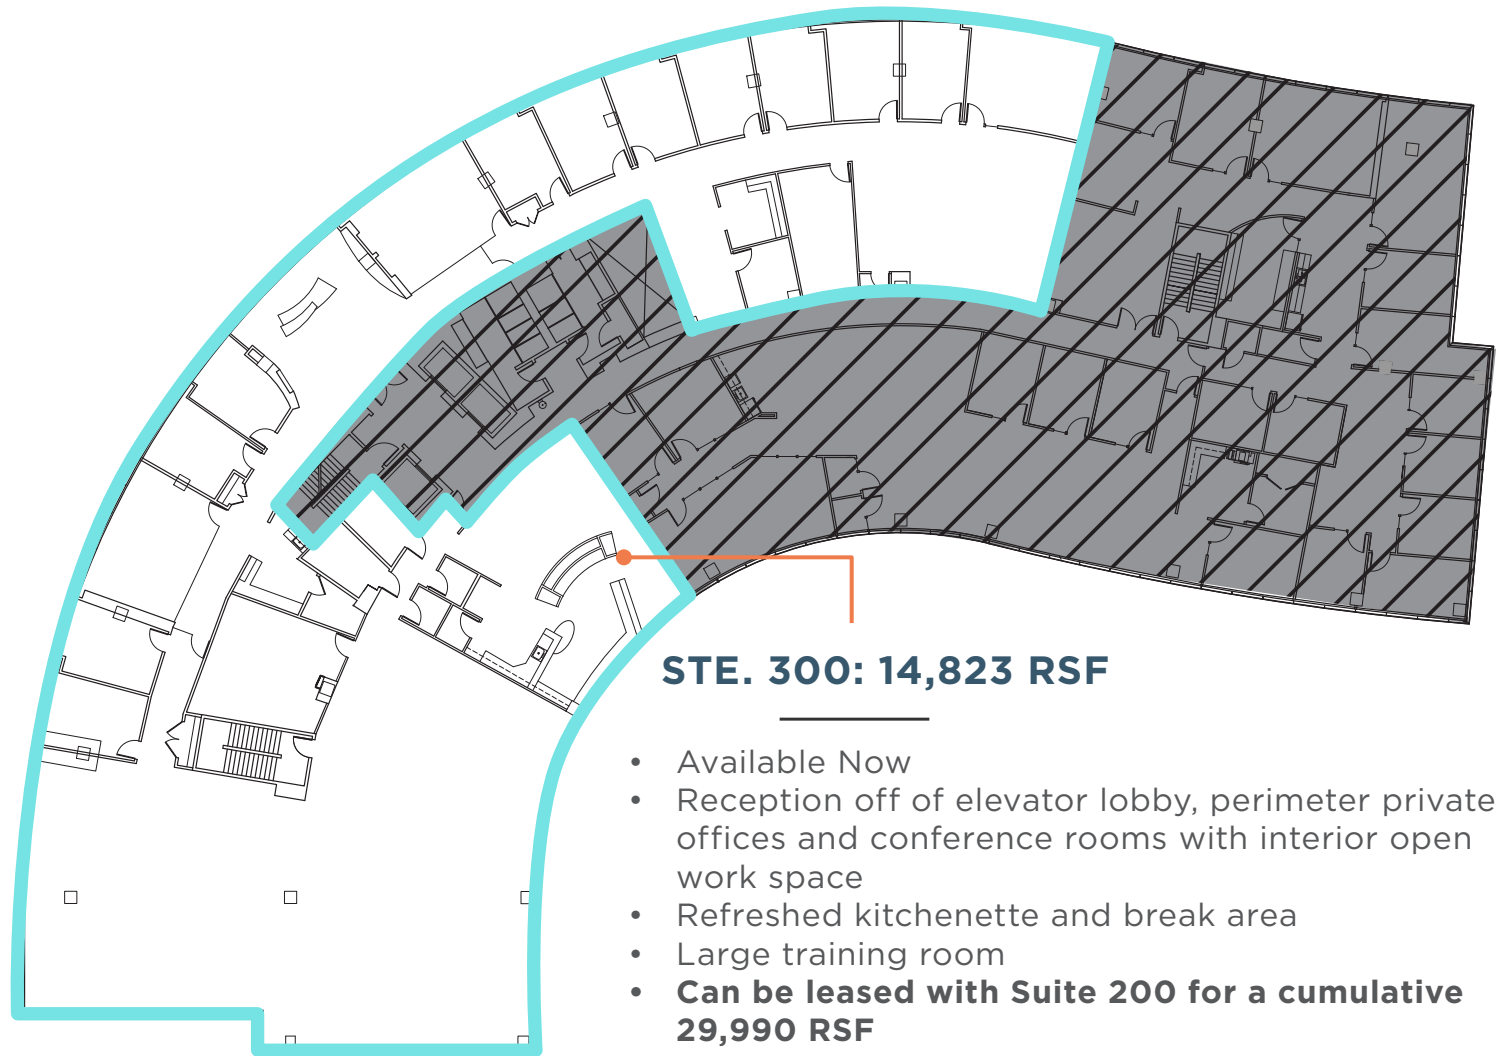 STE. 300: 14,823 RSF
• Available Now
• Reception off of elevator lobby, perimeter private
offices and conference rooms with interior open
work space
• Refreshed kitchenette and break area
• Large training room
• Can be leased with Suite 200 for a cumulative
29,990 RSF